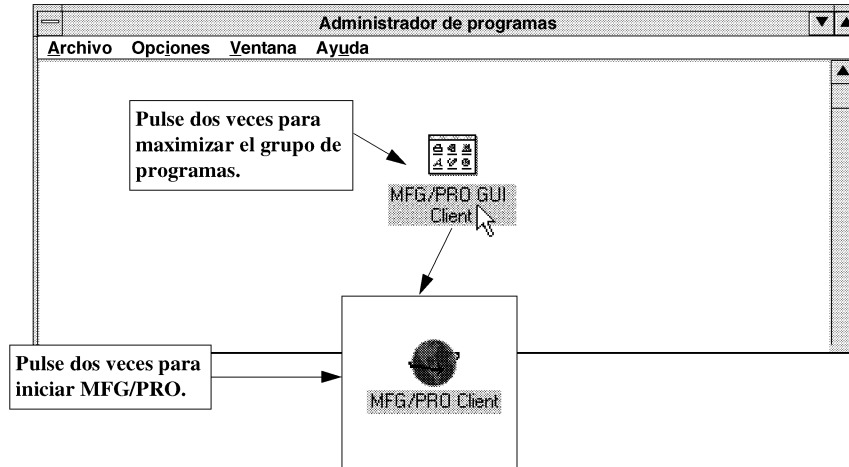 Administrador de programas
Archivo Opciones Ventana Ayuda
Pulse dos veces para
maximizar el grupo de
programas.
MFG/PRO GUI
Client
Pulse dos veces para
iniciar MFG/PRO.
MFG/PRO Client